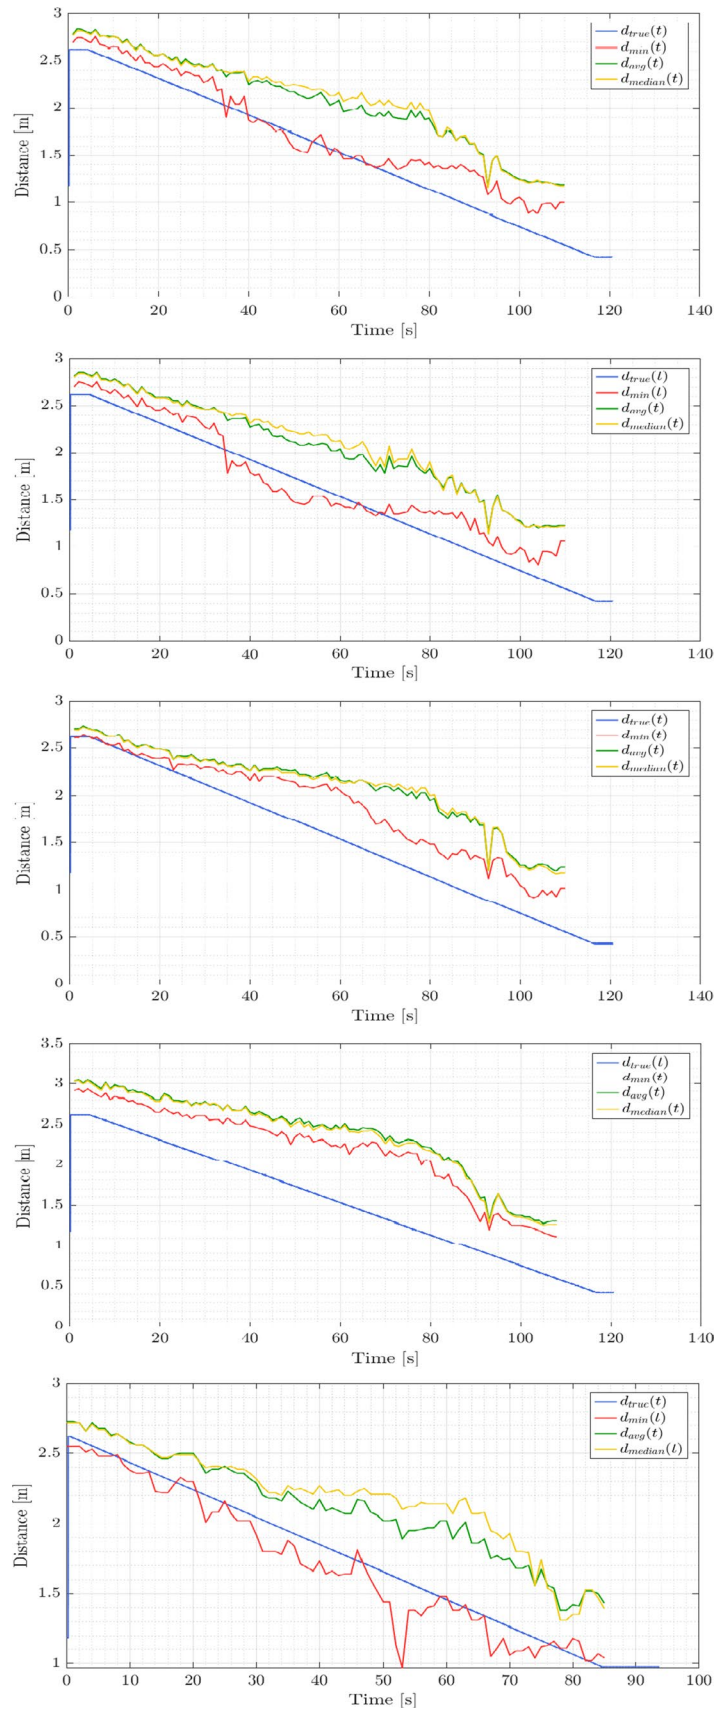 3
2.5
2
1.5
1
0.5
0
Distance [m]
d_true(t)
d_min(t)
d_avg(t)
d_median(t)
0 20 40 60 80 100 120 140
Time [s]
3
2.5
2
1.5
1
0.5
0
Distance [m]
d_true(l)
d_min(l)
d_avg(t)
d_median(t)
0 20 40 60 80 100 120 140
Time [s]
3
2.5
2
1.5
1
0.5
0
Distance [m]
d_true(t)
d_min(t)
d_avg(t)
d_median(t)
0 20 40 60 80 100 120 140
Time [s]
3.5
3.0
2.5
2
1.5
1
0.5
0
Distance [m]
d_true(l)
d_min(t)
d_avg(t)
d_median(t)
0 20 40 60 80 100 120 140
Time [s]
3
2.5
2
1.5
1
Distance [m]
d_true(t)
d_min(l)
d_avg(t)
d_median(l)
0 10 20 30 40 50 60 70 80 90 100
Time [s]